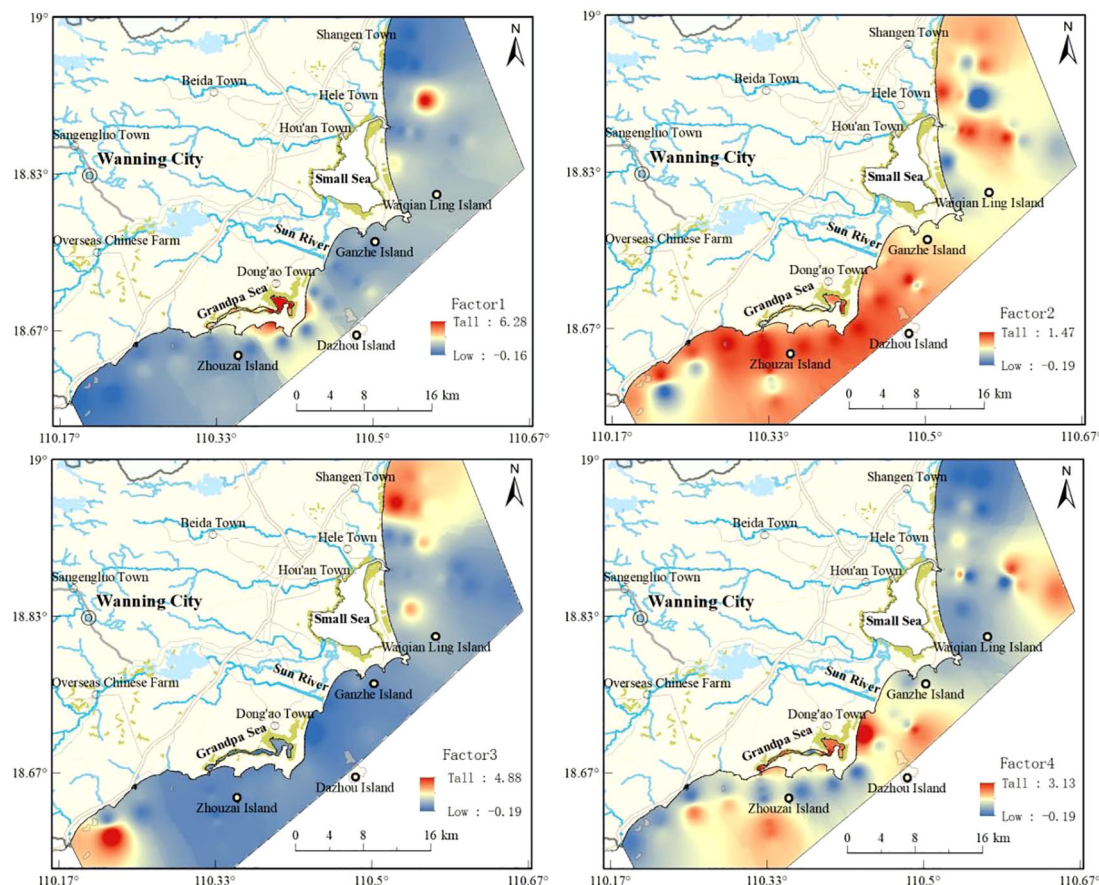 19°
18.83°
18.67°
110.17°
110.33°
110.5°
110.67°
N
Shangen Town
Beida Town
Hele Town
Hou'an Town
Sangengluo Town
Wanning City
Small Sea
Waiqian Ling Island
Sun River
Ganzhe Island
Overseas Chinese Farm
Dong'ao Town
Grandpa Sea
Factor1
Tall : 6.28
Low : -0.16
Dazhou Island
Zhouzai Island
0 4 8 16 km
19°
18.83°
18.67°
110.17°
110.33°
110.5°
110.67°
N
Shangen Town
Beida Town
Hele Town
Hou'an Town
Sangengluo Town
Wanning City
Small Sea
Waiqian Ling Island
Sun River
Ganzhe Island
Overseas Chinese Farm
Dong'ao Town
Grandpa Sea
Factor2
Tall : 1.47
Low : -0.19
Dazhou Island
Zhouzai Island
0 4 8 16 km
19°
18.83°
18.67°
110.17°
110.33°
110.5°
110.67°
N
Shangen Town
Beida Town
Hele Town
Hou'an Town
Sangengluo Town
Wanning City
Small Sea
Waiqian Ling Island
Sun River
Ganzhe Island
Overseas Chinese Farm
Dong'ao Town
Grandpa Sea
Factor3
Tall : 4.88
Low : -0.19
Dazhou Island
Zhouzai Island
0 4 8 16 km
19°
18.83°
18.67°
110.17°
110.33°
110.5°
110.67°
N
Shangen Town
Beida Town
Hele Town
Hou'an Town
Sangengluo Town
Wanning City
Small Sea
Waiqian Ling Island
Sun River
Ganzhe Island
Overseas Chinese Farm
Dong'ao Town
Grandpa Sea
Factor4
Tall : 3.13
Low : -0.19
Dazhou Island
Zhouzai Island
0 4 8 16 km